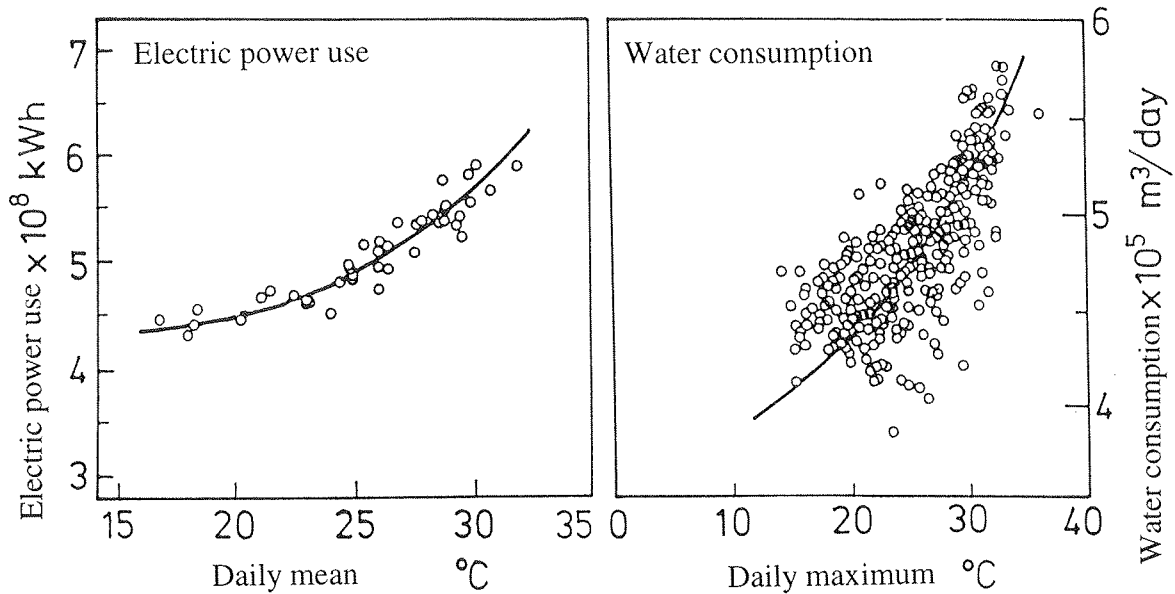 Electric power use
7
6
5
4
3
Electric power use × 10⁸ kWh
15 20 25 30 35
Daily mean °C
Water consumption
6
5
4
Water consumption × 10⁵ m³/day
0 10 20 30 40
Daily maximum °C